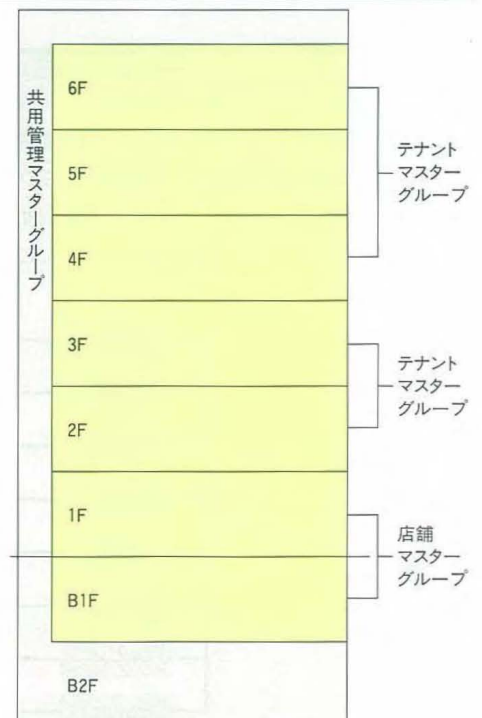 共用管理マスターグループ
6F
5F
4F
3F
2F
1F
B1F
B2F
テナント
マスター
グループ
テナント
マスター
グループ
店舗
マスター
グループ